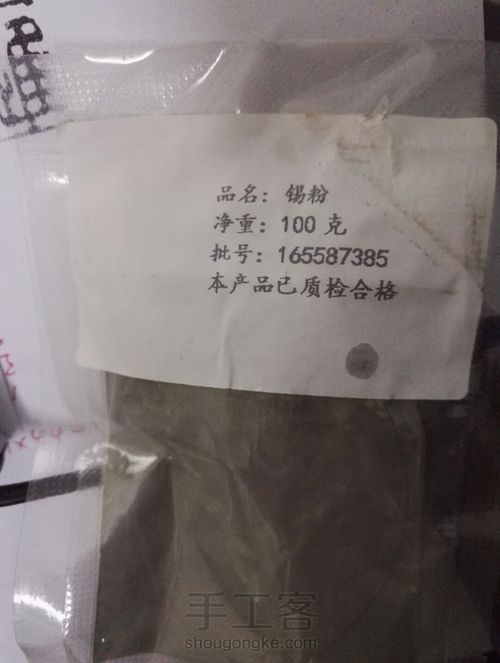 品名：锡粉
净重：100 克
批号：165587385
本产品已质检合格
手工客
shougongke.com